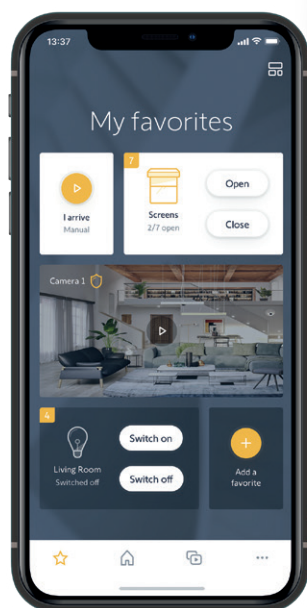 13:37
My favorites
7
I arrive
Manual
Screens
2/7 open
Open
Close
Camera 1
4
Living Room
Switched off
Switch on
Switch off
Add a
favorite